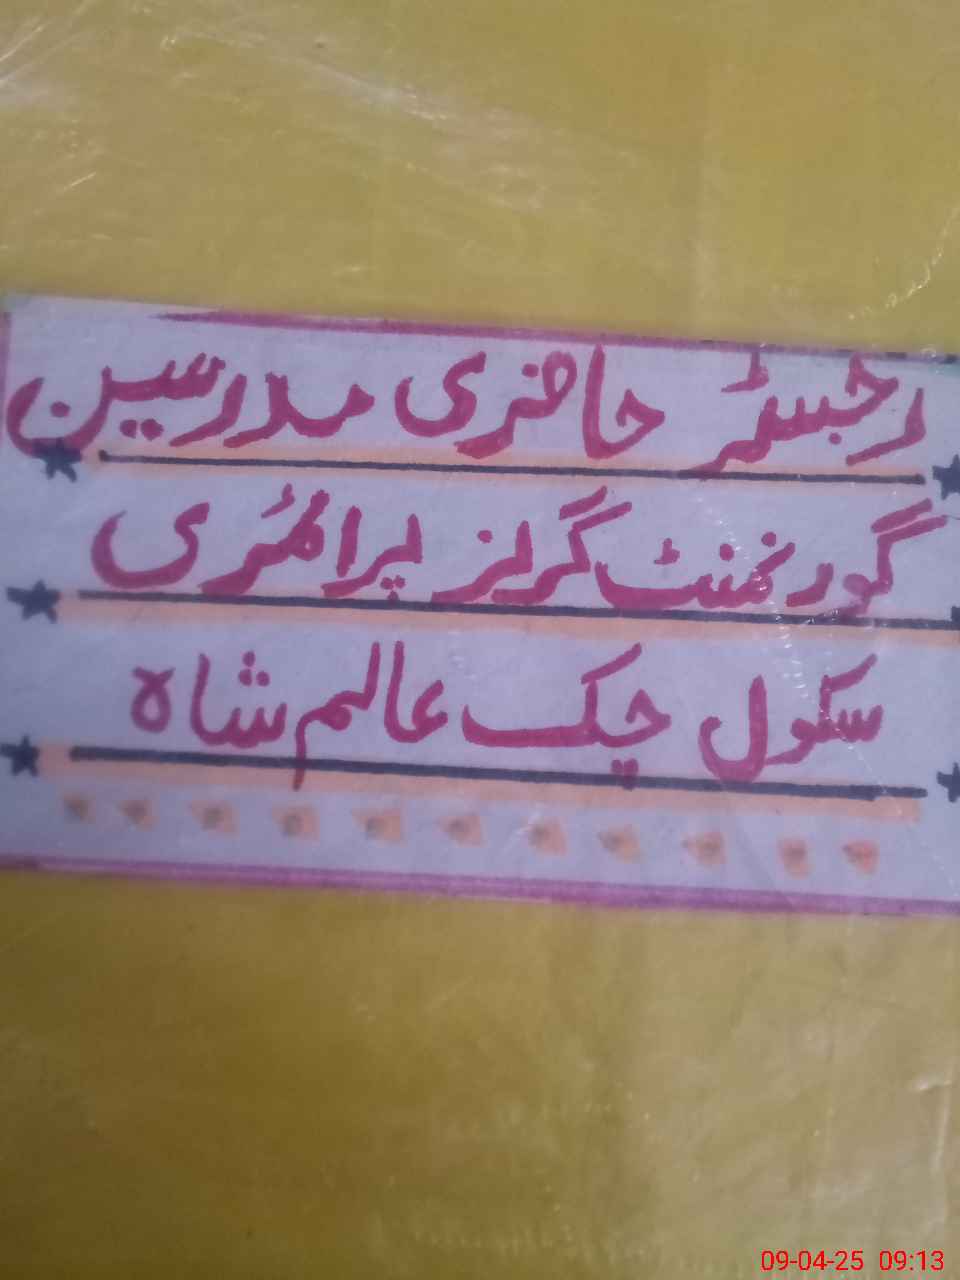 رجسٹر حاضری مدرسین
گورنمنٹ گرلز پرائمری
سکول چک عالم شاہ
09-04-25 09:13